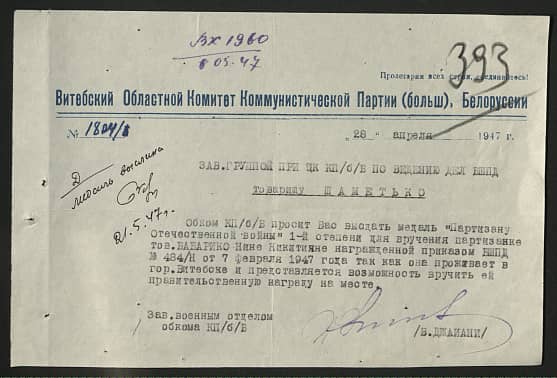 Вх 1960
8 05.47
393
Пролетарии всех стран, соединяйтесь!
Витебский Областной Комитет Коммунистической Партии (больш). Белоруссии
№ 1804/в
"28" апреля 1947 г.
ЗАВ.ГРУППОЙ ПРИ ЦК КП/б/Б ПО ВЕДЕНИЮ ДЕЛ БШПД
товарищу ШАМЕТЬКО
Д
медаль выслана
21.5.47г.
Обком КП/б/Б просит Вас выслать медаль "Партизану
Отечественной войны" 1-й степени для вручения партизанке
тов. БАБАРИКО Нине Никитичне награжденной приказом БШПД
№ 484/Н от 7 февраля 1947 года так как она проживает в
гор.Витебске и представляется возможность вручить ей
правительственную награду на месте.
Зав.военным отделом
обкома КП/б/Б
/В.ДЖАИАНИ/